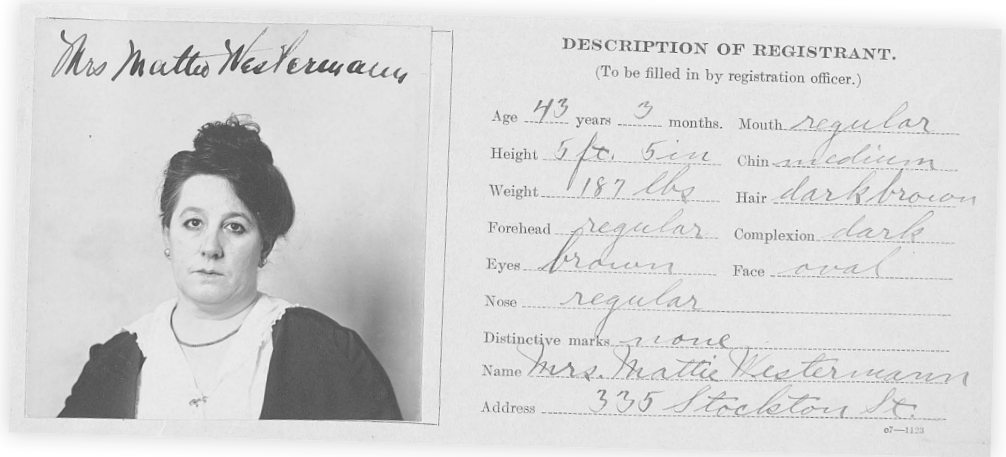 Mrs Mattie Westermann
DESCRIPTION OF REGISTRANT.
(To be filled in by registration officer.)
Age 43 years 3 months. Mouth regular
Height 5 ft. 5 in Chin medium
Weight 187 lbs Hair dark brown
Forehead regular Complexion dark
Eyes brown Face oval
Nose regular
Distinctive marks none
Name Mrs. Mattie Westermann
Address 335 Stockton St.
c7—1123